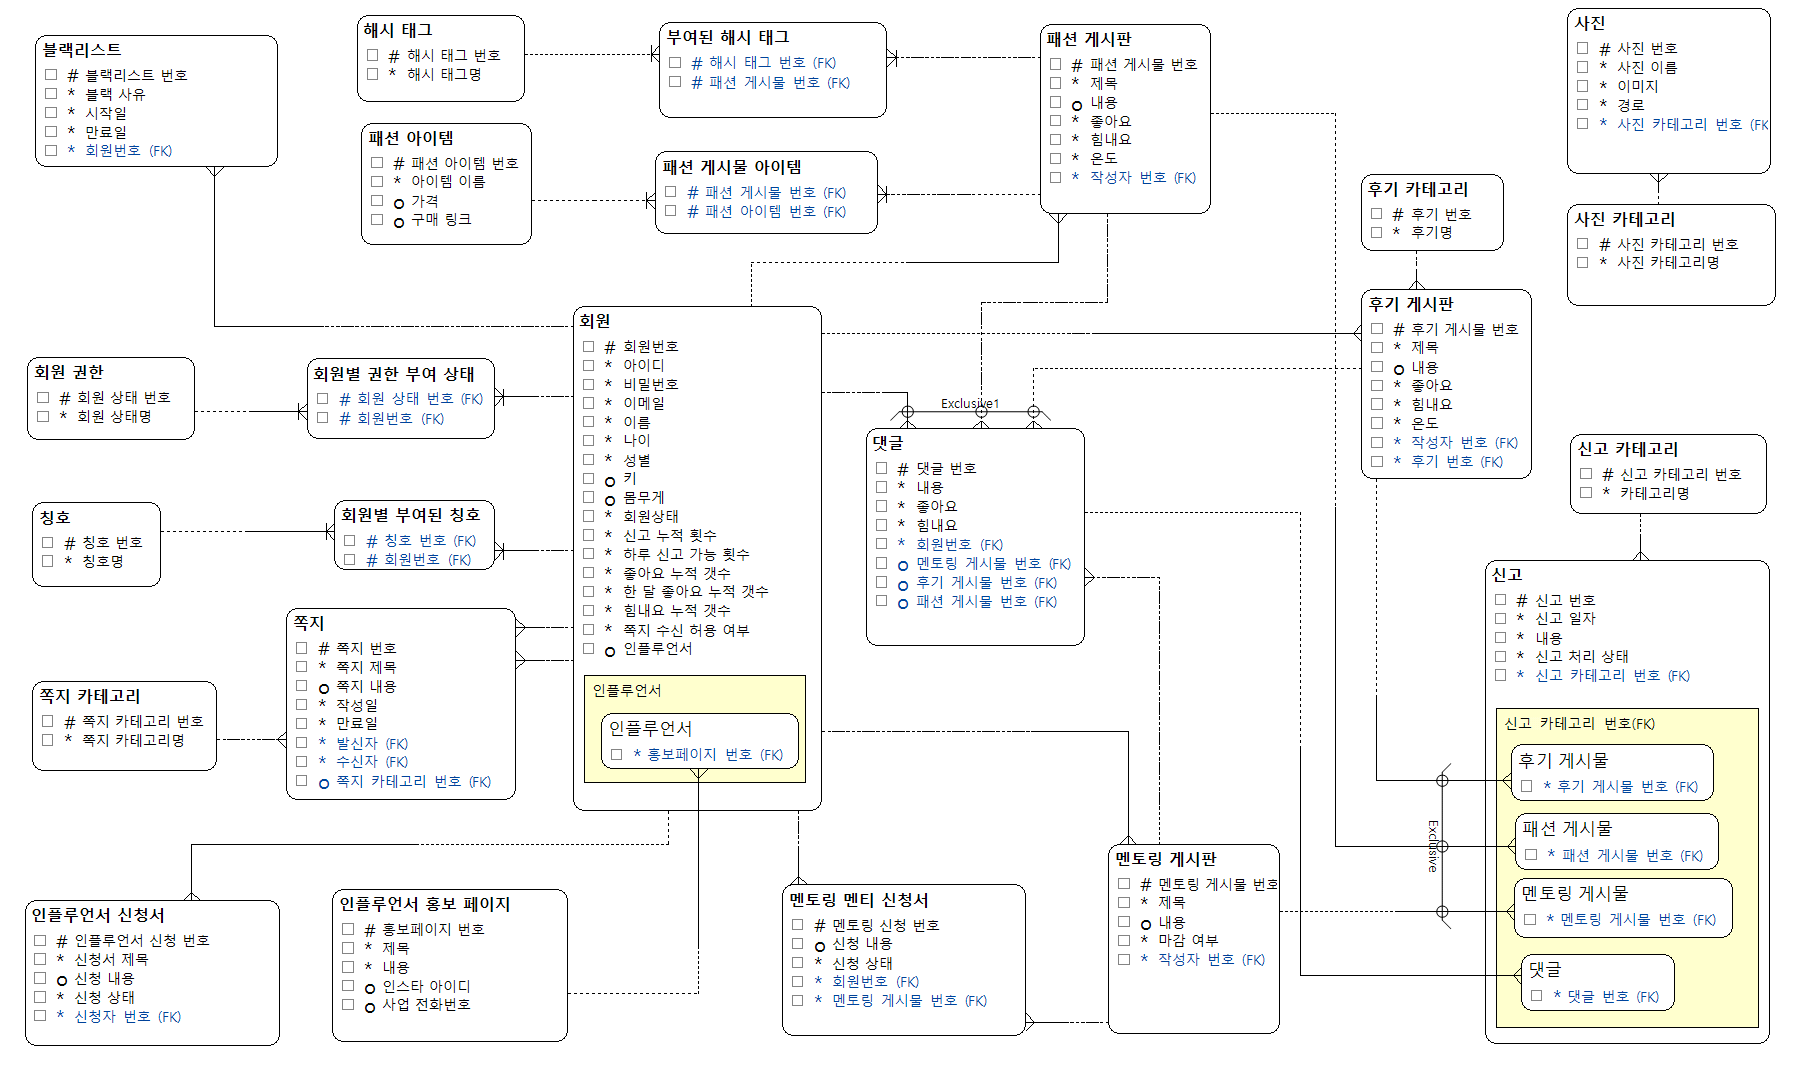 블랙리스트
# 블랙리스트 번호
* 블랙 사유
* 시작일
* 만료일
* 회원번호 (FK)
해시 태그
# 해시 태그 번호
* 해시 태그명
부여된 해시 태그
# 해시 태그 번호 (FK)
# 패션 게시물 번호 (FK)
패션 아이템
# 패션 아이템 번호
* 아이템 이름
o 가격
o 구매 링크
패션 게시물 아이템
# 패션 게시물 번호 (FK)
# 패션 아이템 번호 (FK)
패션 게시판
# 패션 게시물 번호
* 제목
o 내용
* 좋아요
* 힘내요
* 온도
* 작성자 번호 (FK)
사진
# 사진 번호
* 사진 이름
* 이미지
* 경로
* 사진 카테고리 번호 (FK
사진 카테고리
# 사진 카테고리 번호
* 사진 카테고리명
후기 카테고리
# 후기 번호
* 후기명
후기 게시판
# 후기 게시물 번호
* 제목
o 내용
* 좋아요
* 힘내요
* 온도
* 작성자 번호 (FK)
* 후기 번호 (FK)
회원 권한
# 회원 상태 번호
* 회원 상태명
회원별 권한 부여 상태
# 회원 상태 번호 (FK)
# 회원번호 (FK)
칭호
# 칭호 번호
* 칭호명
회원별 부여된 칭호
# 칭호 번호 (FK)
# 회원번호 (FK)
회원
# 회원번호
* 아이디
* 비밀번호
* 이메일
* 이름
* 나이
* 성별
o 키
o 몸무게
* 회원상태
* 신고 누적 횟수
* 하루 신고 가능 횟수
* 좋아요 누적 갯수
* 한 달 좋아요 누적 갯수
* 힘내요 누적 갯수
* 쪽지 수신 허용 여부
o 인플루언서
인플루언서
인플루언서
* 홍보페이지 번호 (FK)
Exclusive1
댓글
# 댓글 번호
* 내용
* 좋아요
* 힘내요
* 회원번호 (FK)
o 멘토링 게시물 번호 (FK)
o 후기 게시물 번호 (FK)
o 패션 게시물 번호 (FK)
신고 카테고리
# 신고 카테고리 번호
* 카테고리명
신고
# 신고 번호
* 신고 일자
* 내용
* 신고 처리 상태
* 신고 카테고리 번호 (FK)
신고 카테고리 번호(FK)
후기 게시물
* 후기 게시물 번호 (FK)
패션 게시물
* 패션 게시물 번호 (FK)
멘토링 게시물
* 멘토링 게시물 번호 (FK)
댓글
* 댓글 번호 (FK)
Exclusive
쪽지
# 쪽지 번호
* 쪽지 제목
o 쪽지 내용
* 작성일
* 만료일
* 발신자 (FK)
* 수신자 (FK)
o 쪽지 카테고리 번호 (FK)
쪽지 카테고리
# 쪽지 카테고리 번호
* 쪽지 카테고리명
인플루언서 신청서
# 인플루언서 신청 번호
* 신청서 제목
o 신청 내용
* 신청 상태
* 신청자 번호 (FK)
인플루언서 홍보 페이지
# 홍보페이지 번호
* 제목
* 내용
o 인스타 아이디
o 사업 전화번호
멘토링 멘티 신청서
# 멘토링 신청 번호
o 신청 내용
* 신청 상태
* 회원번호 (FK)
* 멘토링 게시물 번호 (FK)
멘토링 게시판
# 멘토링 게시물 번호
* 제목
o 내용
* 마감 여부
* 작성자 번호 (FK)